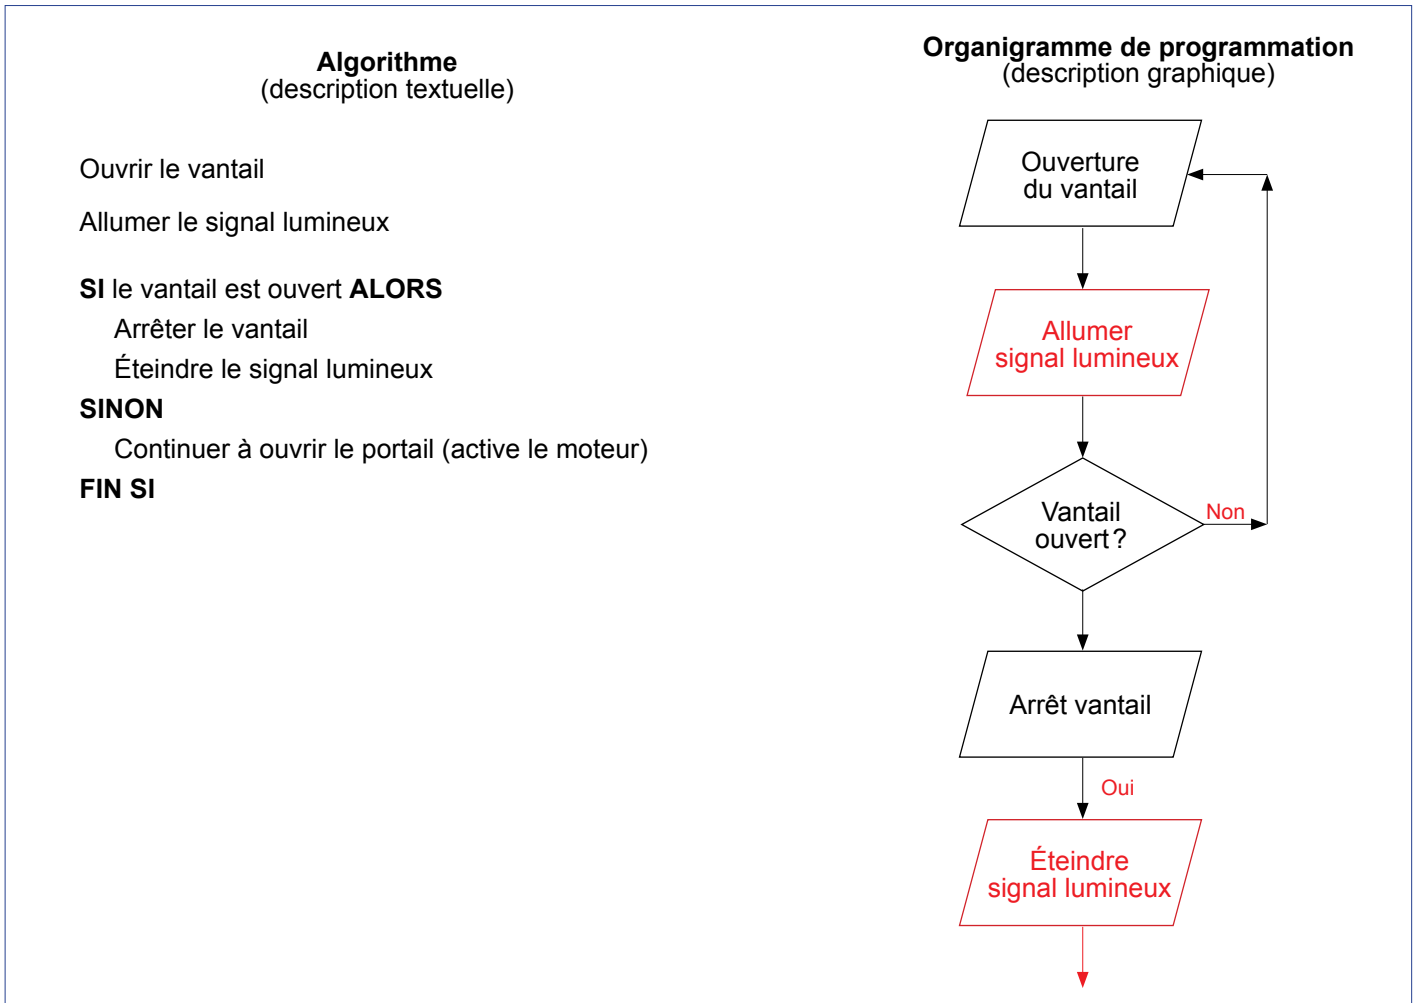 Algorithme
(description textuelle)
Ouvrir le vantail
Allumer le signal lumineux
SI le vantail est ouvert ALORS
Arrêter le vantail
Éteindre le signal lumineux
SINON
Continuer à ouvrir le portail (active le moteur)
FIN SI
Organigramme de programmation
(description graphique)
Ouverture
du vantail
Allumer
signal lumineux
Vantail
ouvert ?
Non
Arrêt vantail
Oui
Éteindre
signal lumineux